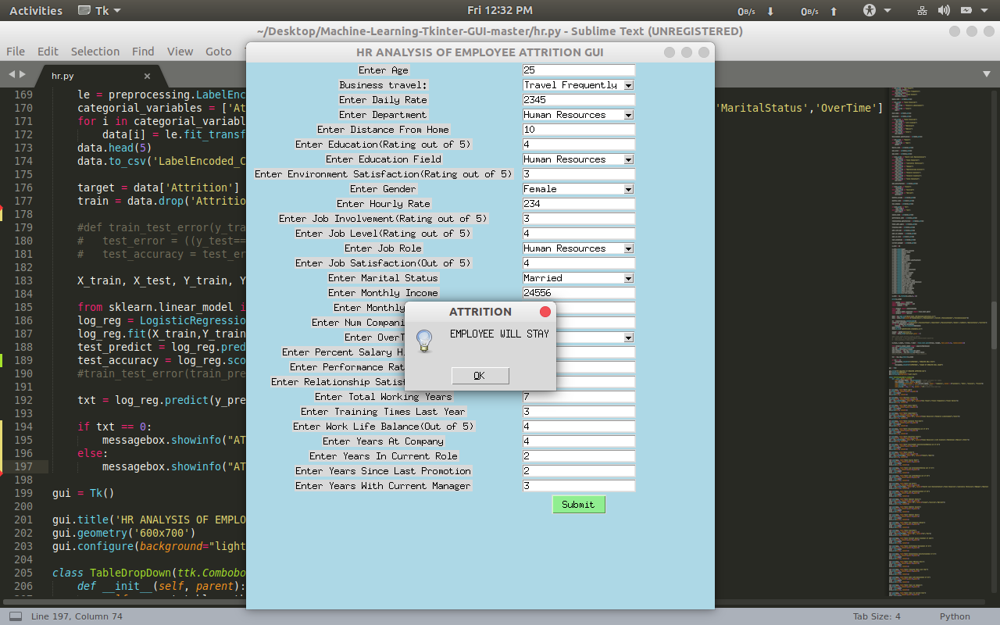 Activities Tk Fri 12:32 PM 0B/s 0B/s
~/Desktop/Machine-Learning-Tkinter-GUI-master/hr.py - Sublime Text (UNREGISTERED)
File Edit Selection Find View Goto
hr.py
169 le = preprocessing.LabelEnc
170 categorial_variables = ['At 'MaritalStatus','OverTime']
171 for i in categorial_variabl
172 data[i] = le.fit_transf
173 data.head(5)
174 data.to_csv('LabelEncoded_C
175
176 target = data['Attrition']
177 train = data.drop('Attritio
178
179 #def train_test_error(y_tra
180 # test_error = ((y_test==
181 # test_accuracy = test_er
182
183 X_train, X_test, Y_train, Y
184
185 from sklearn.linear_model i
186 log_reg = LogisticRegressio
187 log_reg.fit(X_train,Y_train
188 test_predict = log_reg.pred
189 test_accuracy = log_reg.sco
190 #train_test_error(train_pre
191
192 txt = log_reg.predict(y_pre
193
194 if txt == 0:
195 messagebox.showinfo("AT
196 else:
197 messagebox.showinfo("AT
198
199 gui = Tk()
200
201 gui.title('HR ANALYSIS OF EMPLO
202 gui.geometry('600x700')
203 gui.configure(background="light
204
205 class TableDropDown(ttk.Combobo
206 def __init__(self, parent):
HR ANALYSIS OF EMPLOYEE ATTRITION GUI
Enter Age 25
Business travel: Travel Frequently
Enter Daily Rate 2345
Enter Department Human Resources
Enter Distance From Home 10
Enter Education(Rating out of 5) 4
Enter Education Field Human Resources
Enter Environment Satisfaction(Rating out of 5) 3
Enter Gender Female
Enter Hourly Rate 234
Enter Job Involvement(Rating out of 5) 3
Enter Job Level(Rating out of 5) 4
Enter Job Role Human Resources
Enter Job Satisfaction(Out of 5) 4
Enter Marital Status Married
Enter Monthly Income 24556
Enter Monthly
Enter Num Compani
Enter OverT
Enter Percent Salary H
Enter Performance Rat
Enter Relationship Satis
Enter Total Working Years 7
Enter Training Times Last Year 3
Enter Work Life Balance(Out of 5) 4
Enter Years At Company 4
Enter Years In Current Role 2
Enter Years Since Last Promotion 2
Enter Years With Current Manager 3
Submit
ATTRITION
EMPLOYEE WILL STAY
OK
Line 197, Column 74 Tab Size: 4 Python